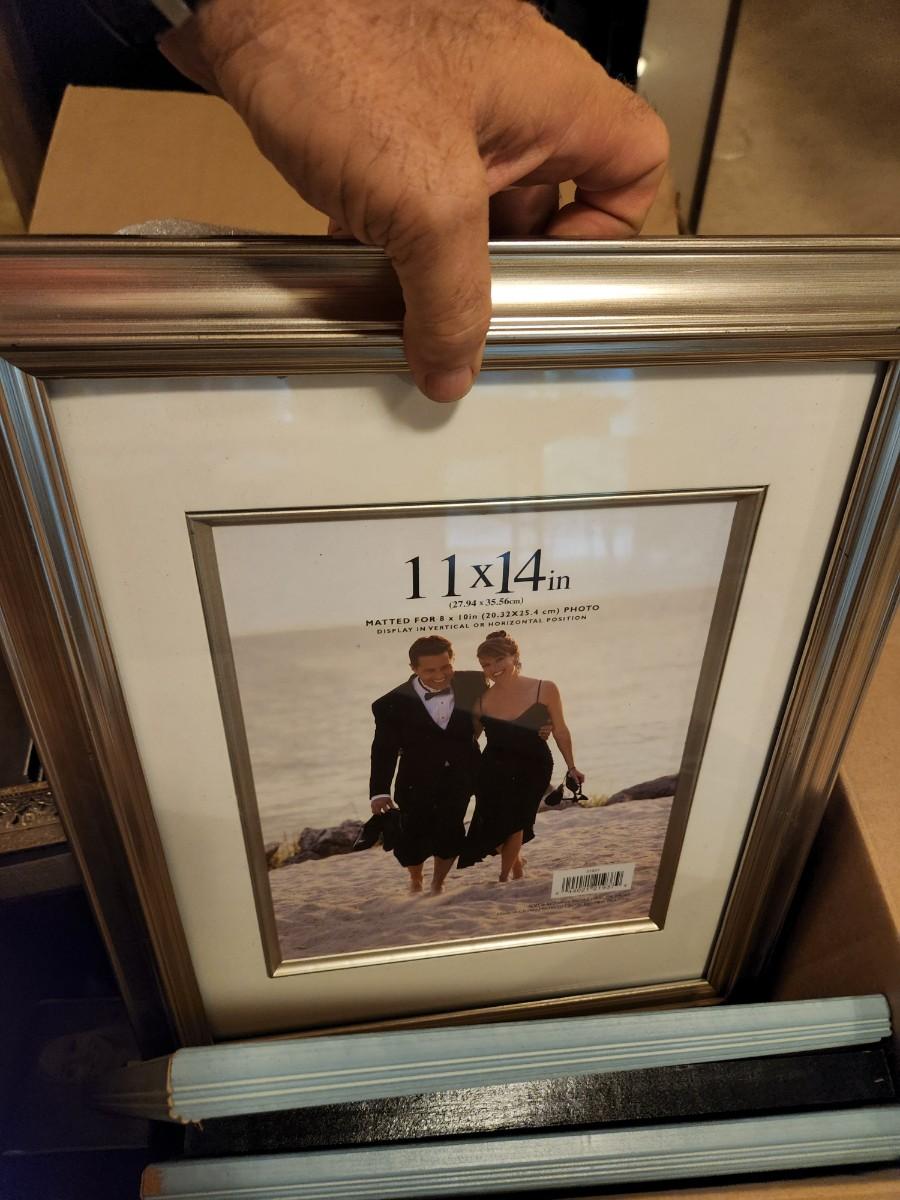 11x14in
(27.94 x 35.56cm)
MATTED FOR 8 x 10in (20.32X25.4 cm) PHOTO
DISPLAY IN VERTICAL OR HORIZONTAL POSITION